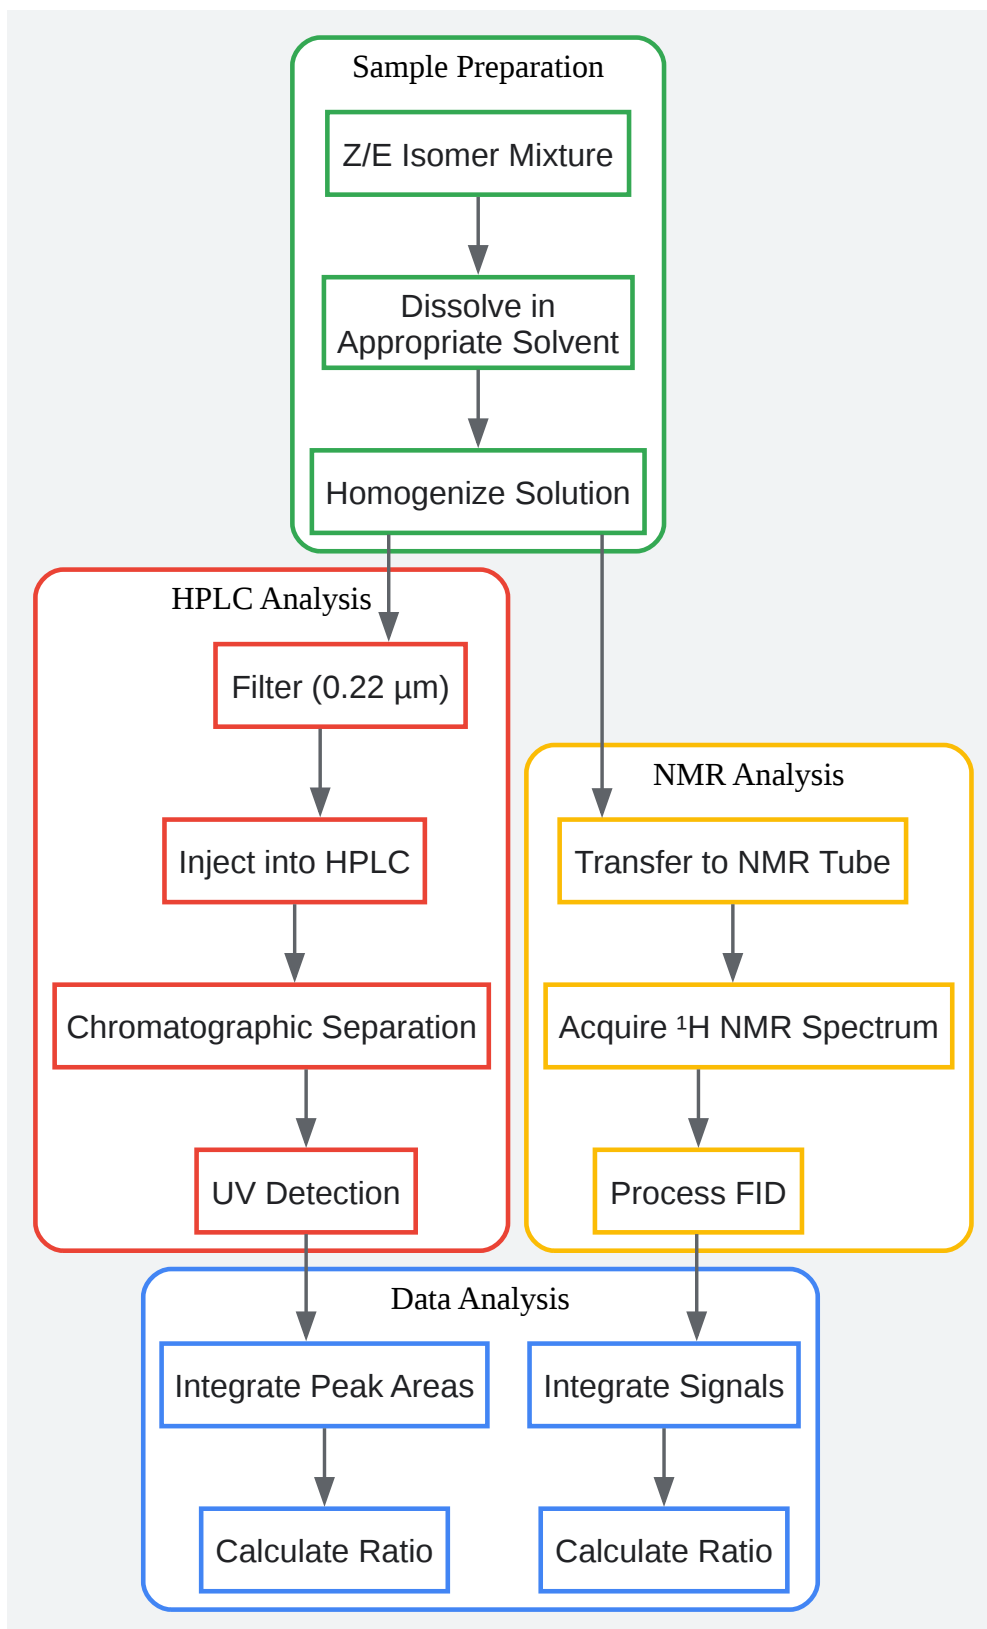 Sample Preparation
Z/E Isomer Mixture
Dissolve in
Appropriate Solvent
Homogenize Solution
HPLC Analysis
Filter (0.22 µm)
Inject into HPLC
Chromatographic Separation
UV Detection
NMR Analysis
Transfer to NMR Tube
Acquire ¹H NMR Spectrum
Process FID
Data Analysis
Integrate Peak Areas
Calculate Ratio
Integrate Signals
Calculate Ratio